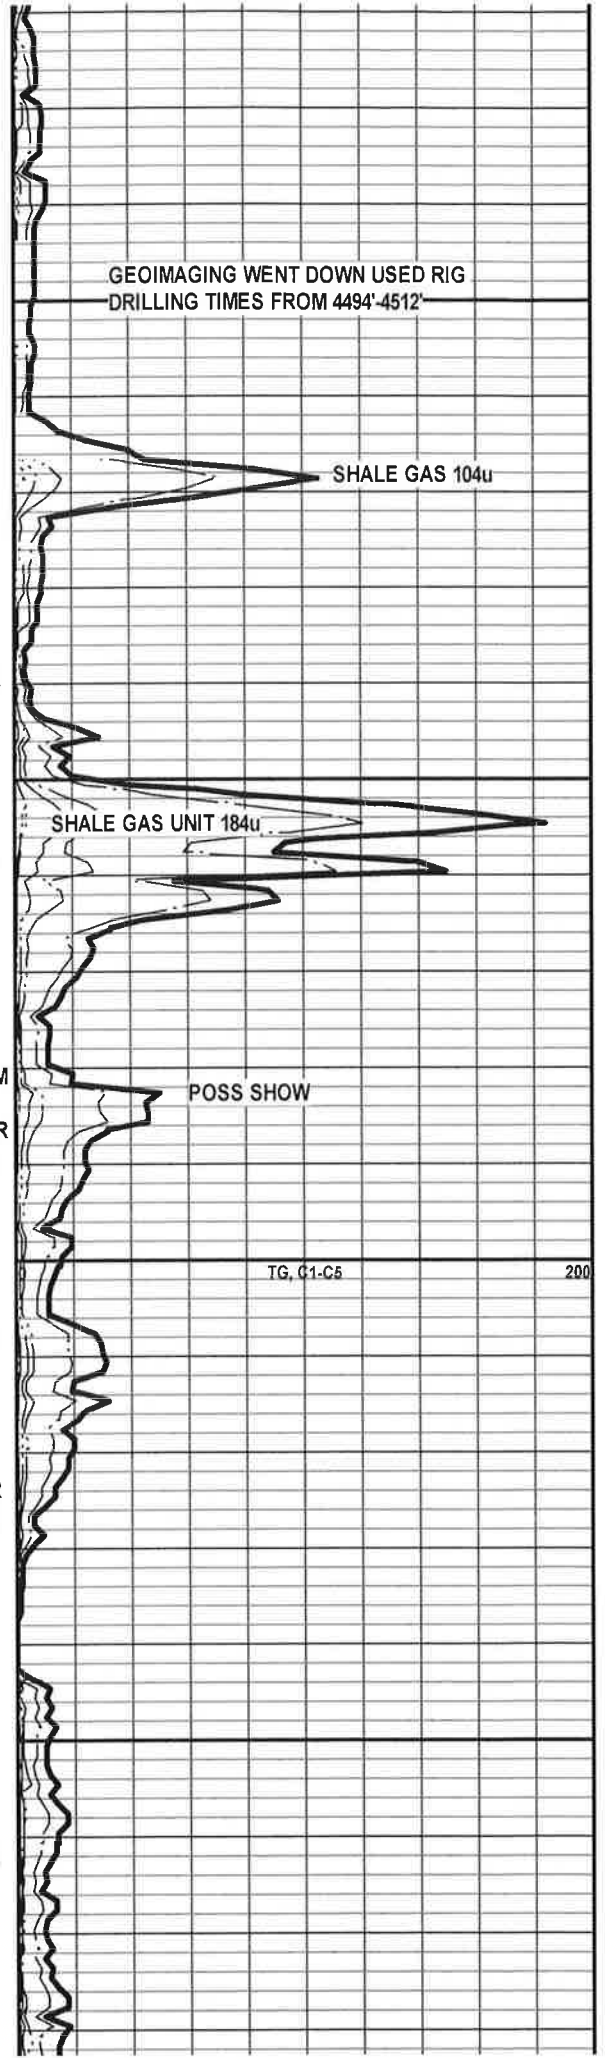 GEOIMAGING WENT DOWN USED RIG
DRILLING TIMES FROM 4494'-4512'
SHALE GAS 104u
SHALE GAS UNIT 184u
M
POSS SHOW
R
TG, C1-C5 200
R